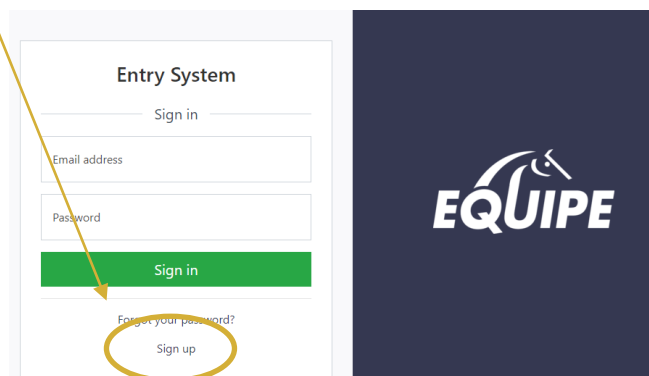 Entry System
Sign in
Email address
Password
Sign in
Forgot your password?
Sign up
EQUIPE